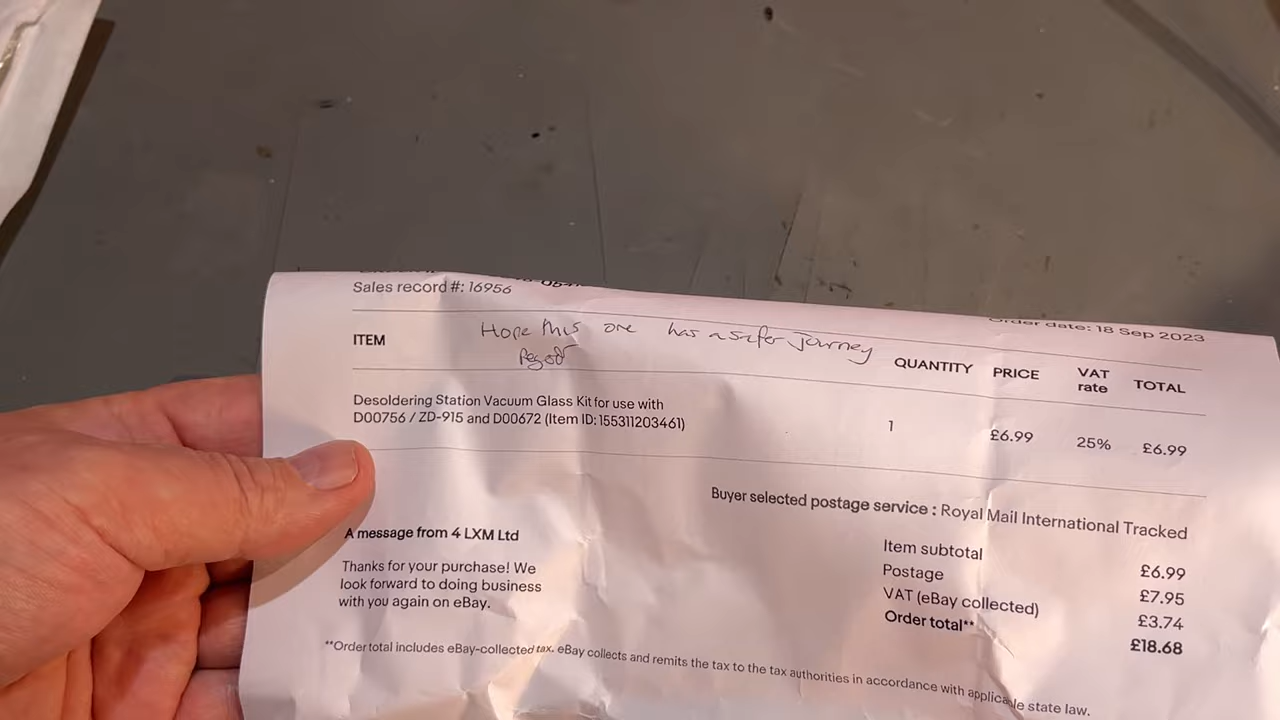 Sales record #: 16956
Order date: 18 Sep 2023
Hope this one has a safer journey
ITEM
QUANTITY PRICE VAT rate TOTAL
Desoldering Station Vacuum Glass Kit for use with
D00756 / ZD-915 and D00672 (Item ID: 155311203461)
1 £6.99 25% £6.99
Buyer selected postage service : Royal Mail International Tracked
A message from 4 LXM Ltd
Thanks for your purchase! We
look forward to doing business
with you again on eBay.
Item subtotal £6.99
Postage £7.95
VAT (eBay collected) £3.74
Order total** £18.68
**Order total includes eBay-collected tax. eBay collects and remits the tax to the tax authorities in accordance with applicable state law.